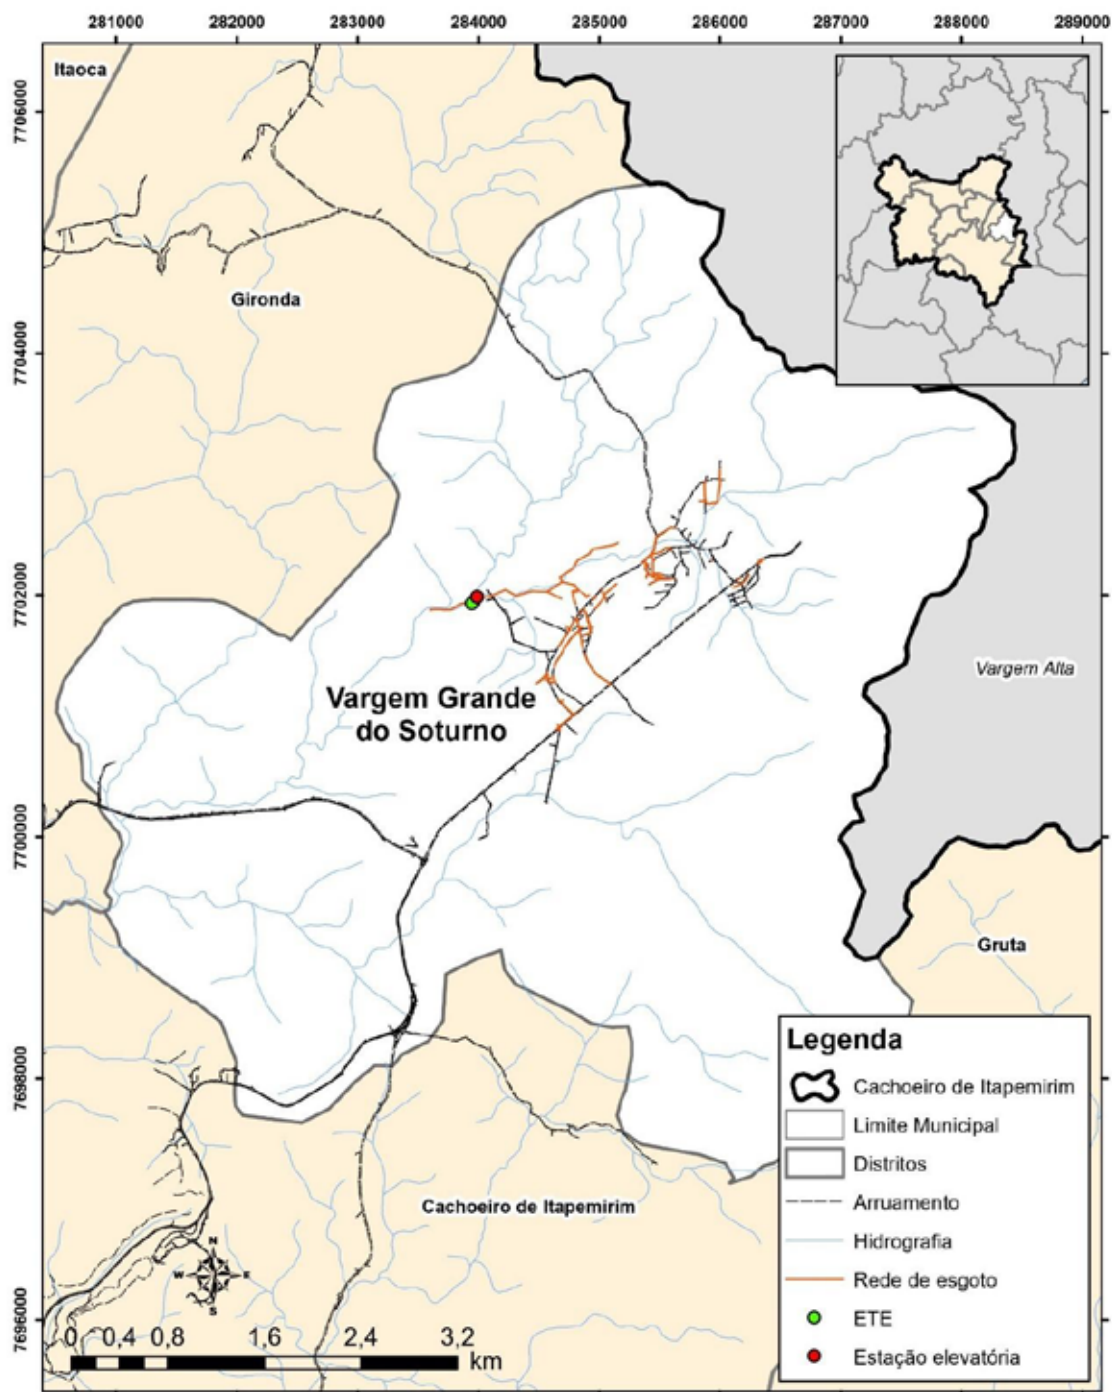 281000 282000 283000 284000 285000 286000 287000 288000 289000
7706000
7704000
7702000
7700000
7698000
7696000
Itaoca
Gironda
Vargem Grande
do Soturno
Vargem Alta
Gruta
Cachoeiro de Itapemirim
N
W E
S
0 0,4 0,8 1,6 2,4 3,2
km
Legenda
Cachoeiro de Itapemirim
Limite Municipal
Distritos
Arruamento
Hidrografia
Rede de esgoto
ETE
Estação elevatória